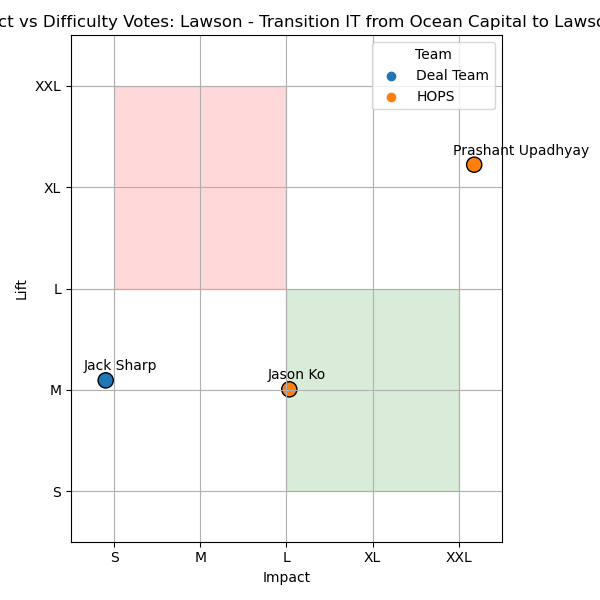 ct vs Difficulty Votes: Lawson - Transition IT from Ocean Capital to Lawso
Team
Deal Team
HOPS
XXL
Prashant Upadhyay
XL
Lift
L
Jack Sharp
Jason Ko
M
S
S M L XL XXL
Impact